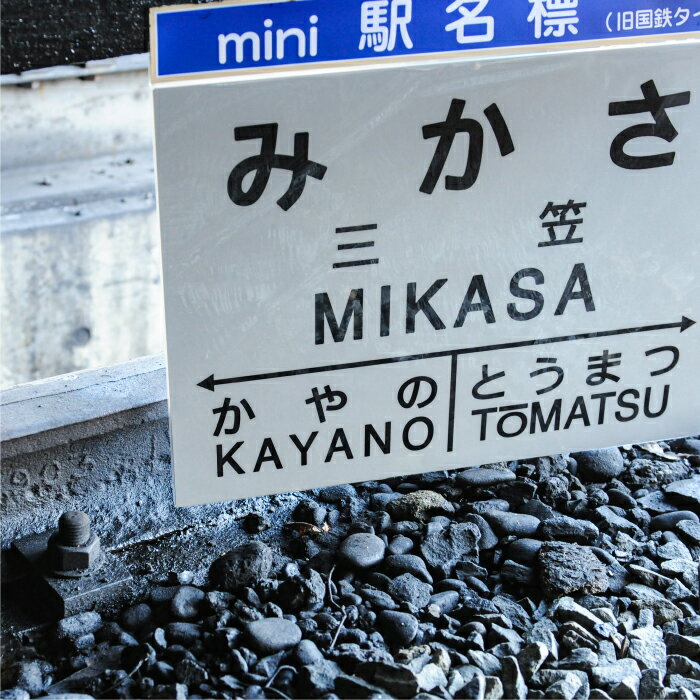 mini 駅名標（旧国鉄タイ
みかさ
三笠
MIKASA
かやの とうまつ
KAYANO TŌMATSU